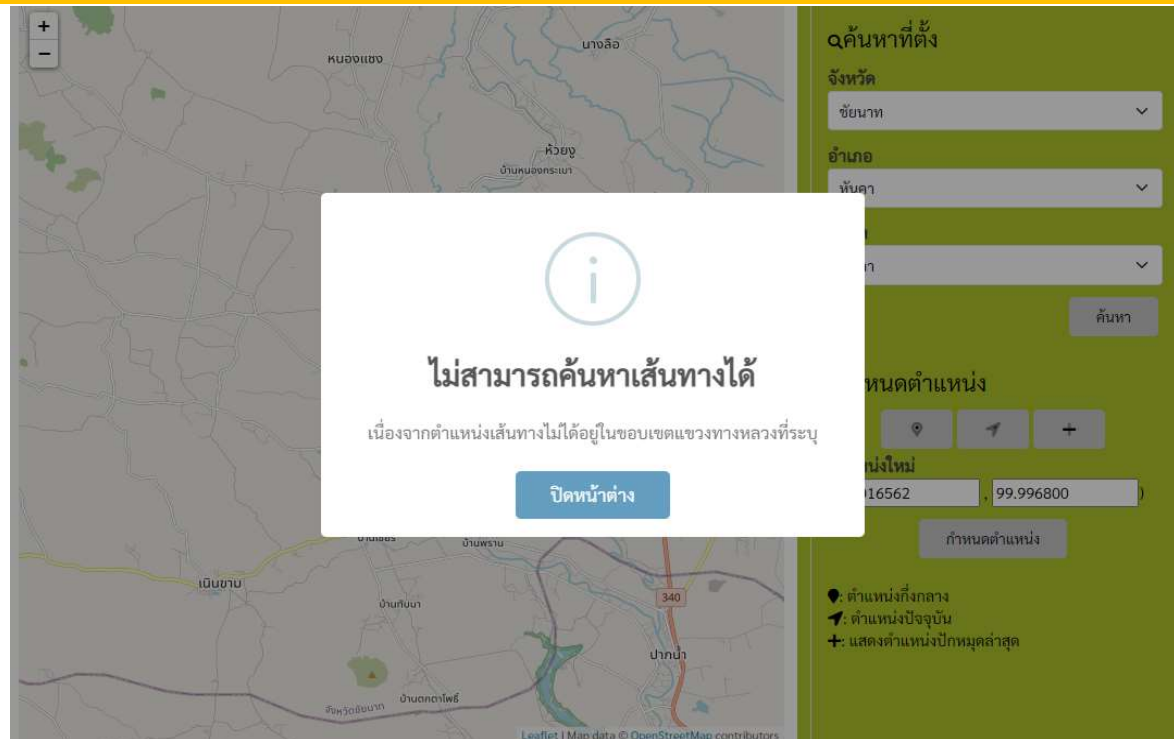 +
−
หนองแซง
นางลือ
ห้วยงู
บ้านหนองกระเบา
ค้นหาที่ตั้ง
จังหวัด
ชัยนาท
อำเภอ
หันคา
ค้นหา
ไม่สามารถค้นหาเส้นทางได้
เนื่องจากตำแหน่งเส้นทางไม่ได้อยู่ในขอบเขตแขวงทางหลวงที่ระบุ
ปิดหน้าต่าง
หนดตำแหน่ง
น่งใหม่
16562 , 99.996800 )
กำหนดตำแหน่ง
บ้านพราน
เนินขาม
บ้านทับนา
340
ปากน้ำ
บ้านตกตาโพธิ์
จังหวัดชัยนาท
: ตำแหน่งกึ่งกลาง
: ตำแหน่งปัจจุบัน
+: แสดงตำแหน่งปักหมุดล่าสุด
Leaflet | Map data © OpenStreetMap contributors